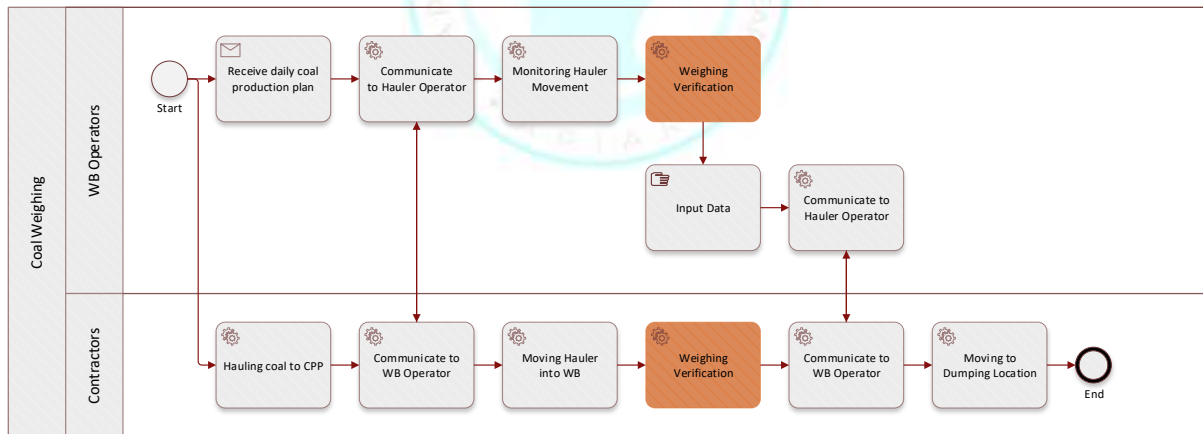 Coal Weighing
WB Operators
Start
Receive daily coal
production plan
Communicate
to Hauler Operator
Monitoring Hauler
Movement
Weighing
Verification
Input Data
Communicate to
Hauler Operator
Contractors
Hauling coal to CPP
Communicate to
WB Operator
Moving Hauler
into WB
Weighing
Verification
Communicate to
WB Operator
Moving to
Dumping Location
End